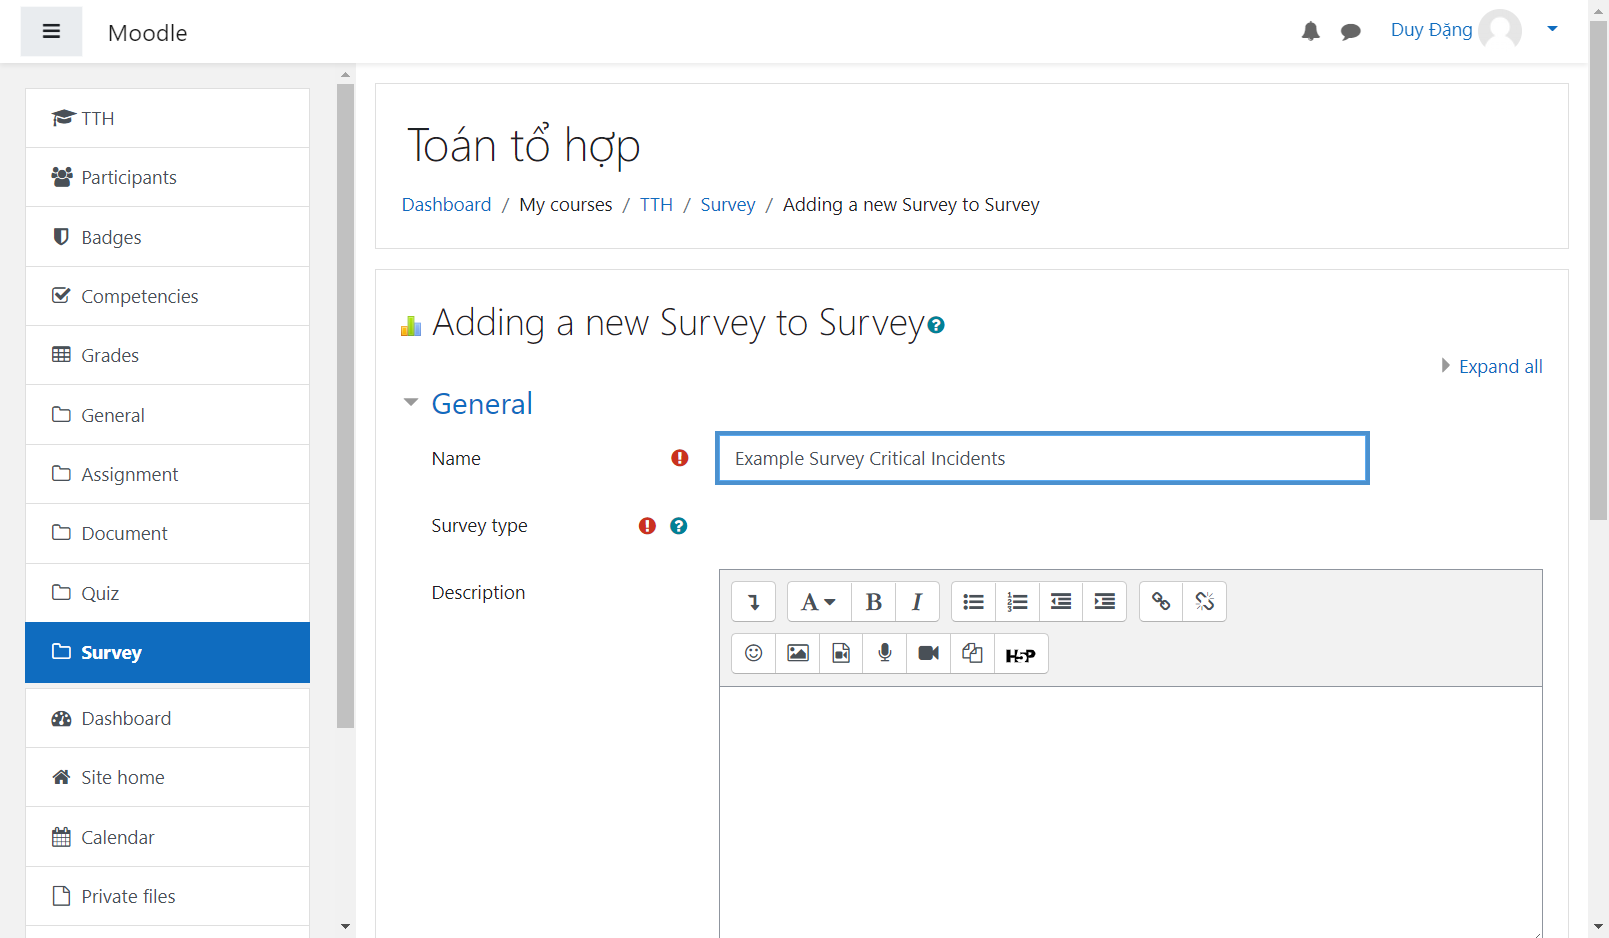 Moodle
Duy Đặng
TTH
Participants
Badges
Competencies
Grades
General
Assignment
Document
Quiz
Survey
Dashboard
Site home
Calendar
Private files
Toán tổ hợp
Dashboard / My courses / TTH / Survey / Adding a new Survey to Survey
Adding a new Survey to Survey
Expand all
General
Name
Example Survey Critical Incidents
Survey type
Description
A B I
H5P